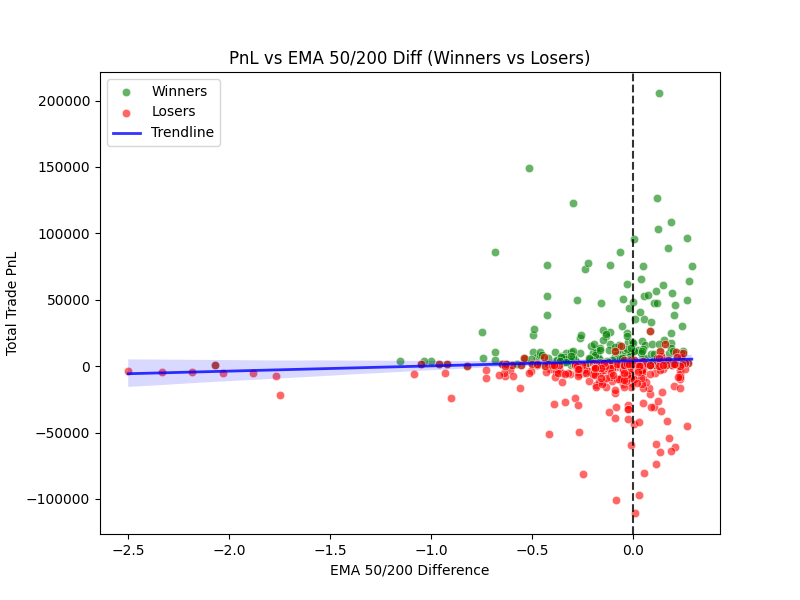 PnL vs EMA 50/200 Diff (Winners vs Losers)
Winners
Losers
Trendline
200000
150000
100000
50000
0
−50000
−100000
Total Trade PnL
−2.5 −2.0 −1.5 −1.0 −0.5 0.0
EMA 50/200 Difference